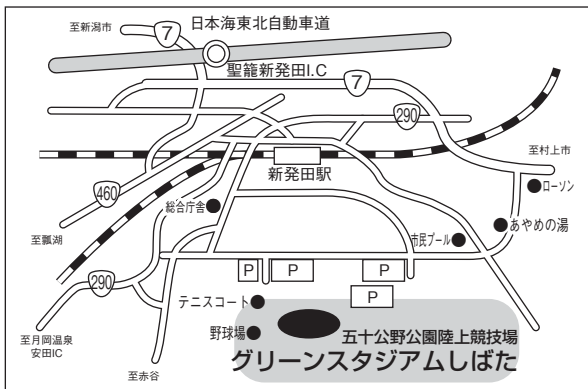 日本海東北自動車道
至新潟市
7
聖籠新発田I.C
7
290
至村上市
新発田駅
ローソン
460
総合庁舎
あやめの湯
至瓢湖
市民プール
P
P
P
P
290
テニスコート
野球場
五十公野公園陸上競技場
グリーンスタジアムしばた
至月岡温泉
安田IC
至赤谷